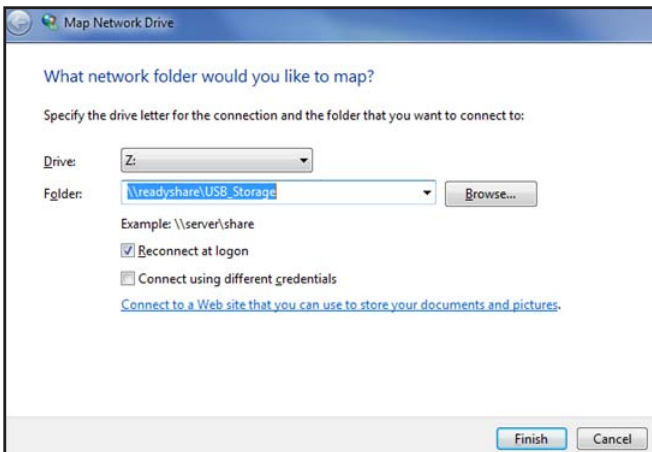 Map Network Drive
What network folder would you like to map?
Specify the drive letter for the connection and the folder that you want to connect to:
Drive: Z:
Folder: \\readyshare\USB_Storage Browse...
Example: \\server\share
Reconnect at logon
Connect using different credentials
Connect to a Web site that you can use to store your documents and pictures.
Finish Cancel